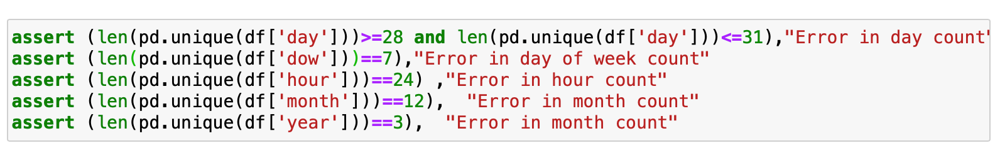 assert (len(pd.unique(df['day']))>=28 and len(pd.unique(df['day']))<=31),"Error in day count"
assert (len(pd.unique(df['dow']))==7),"Error in day of week count"
assert (len(pd.unique(df['hour']))==24) ,"Error in hour count"
assert (len(pd.unique(df['month']))==12),  "Error in month count"
assert (len(pd.unique(df['year']))==3),  "Error in month count"